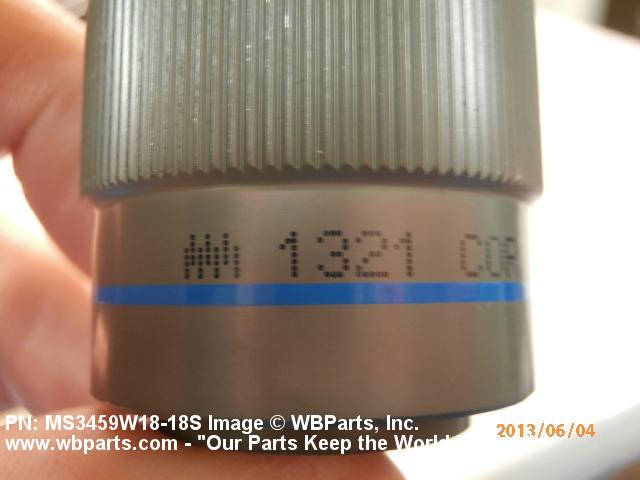 1321
PN: MS3459W18-18S Image © WBParts, Inc.
www.wbparts.com - "Our Parts Keep the World
2013/06/04